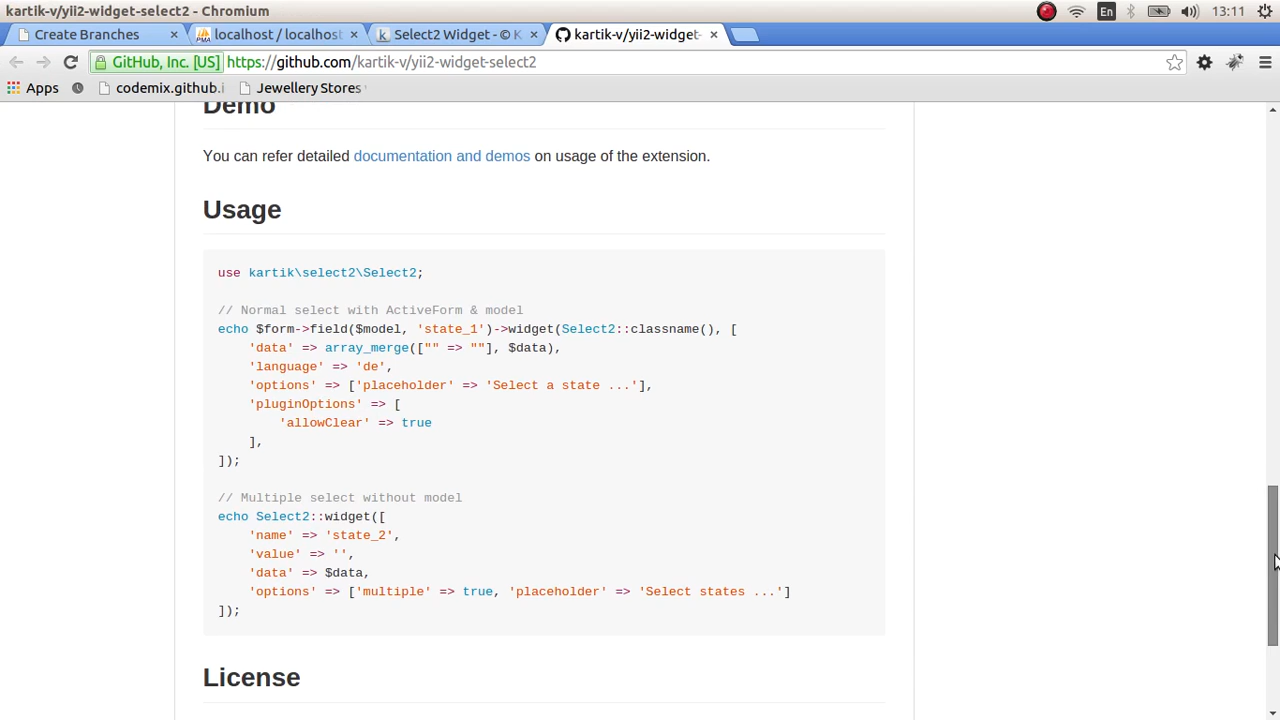 kartik-v/yii2-widget-select2 - Chromium
En
13:11
Create Branches
localhost / localhost
Select2 Widget - © K
kartik-v/yii2-widget-
GitHub, Inc. [US]
https://github.com/kartik-v/yii2-widget-select2
Apps
codemix.github.i
Jewellery Stores
Demo
You can refer detailed documentation and demos on usage of the extension.
Usage
use kartik\select2\Select2;
// Normal select with ActiveForm & model
echo $form->field($model, 'state_1')->widget(Select2::classname(), [
    'data' => array_merge(["" => ""], $data),
    'language' => 'de',
    'options' => ['placeholder' => 'Select a state ...'],
    'pluginOptions' => [
        'allowClear' => true
    ],
]);
// Multiple select without model
echo Select2::widget([
    'name' => 'state_2',
    'value' => '',
    'data' => $data,
    'options' => ['multiple' => true, 'placeholder' => 'Select states ...']
]);
License